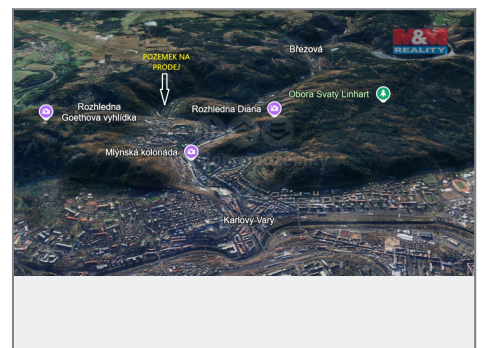 M&M
REALITY
Březová
POZEMEK NA
PRODEJ
Obora Svatý Linhart
Rozhledna
Goethova vyhlídka
Rozhledna Diana
Mlýnská kolonáda
Karlovy Vary